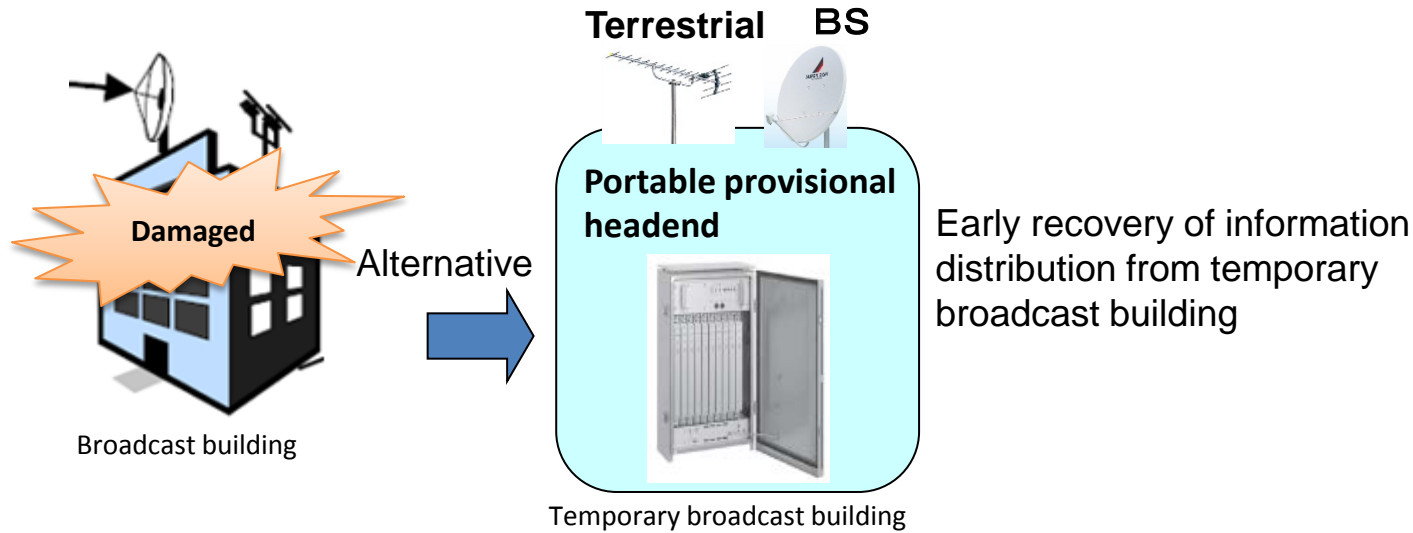 Terrestrial
BS
Damaged
Alternative
Broadcast building
Portable provisional
headend
Temporary broadcast building
Early recovery of information
distribution from temporary
broadcast building